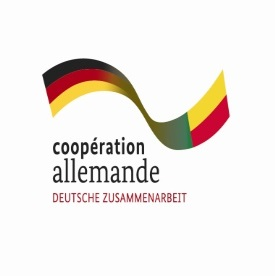 coopération
allemande
DEUTSCHE ZUSAMMENARBEIT